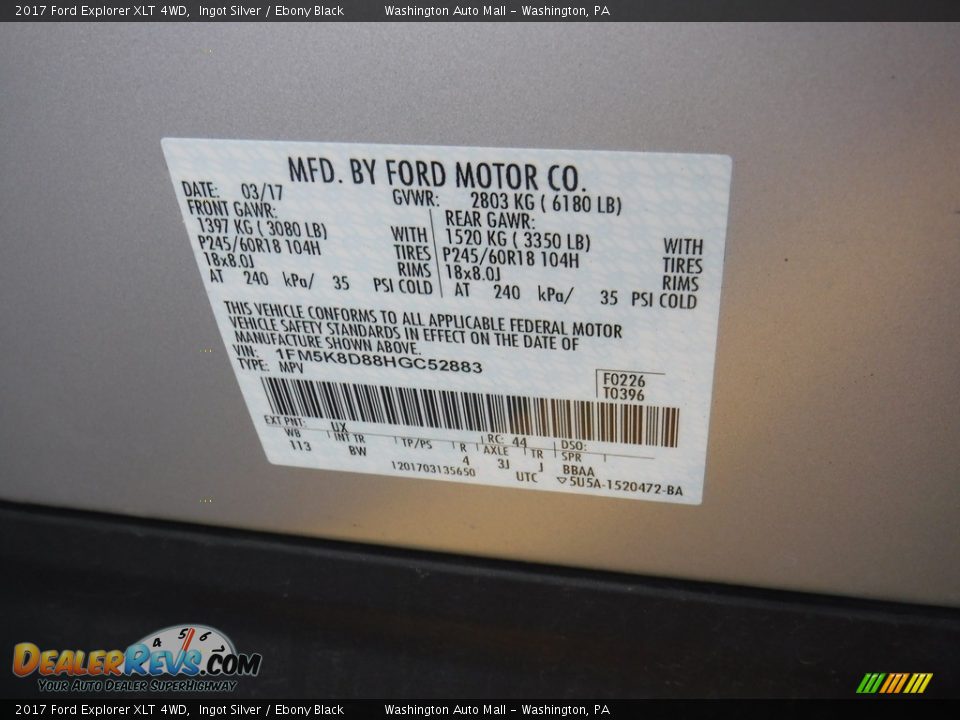 2017 Ford Explorer XLT 4WD, Ingot Silver / Ebony Black Washington Auto Mall - Washington, PA
MFD. BY FORD MOTOR CO.
DATE: 03/17 GVWR: 2803 KG ( 6180 LB)
FRONT GAWR: REAR GAWR:
1397 KG ( 3080 LB) WITH 1520 KG ( 3350 LB) WITH
P245/60R18 104H TIRES P245/60R18 104H TIRES
18x8.0J RIMS 18x8.0J RIMS
AT 240 kPa/ 35 PSI COLD AT 240 kPa/ 35 PSI COLD
THIS VEHICLE CONFORMS TO ALL APPLICABLE FEDERAL MOTOR
VEHICLE SAFETY STANDARDS IN EFFECT ON THE DATE OF
MANUFACTURE SHOWN ABOVE.
VIN: 1FM5K8D88HGC52883
TYPE: MPV
F0226
T0396
EXT PNT: UX RC: 44 DSO:
WB INT TR TP/PS R AXLE TR SPR
113 BW 4 3J J BBAA
1201703135650 UTC ▽5U5A-1520472-BA
4 5 6
DEALERREVS.COM
Your Auto Dealer SuperHighway
2017 Ford Explorer XLT 4WD, Ingot Silver / Ebony Black Washington Auto Mall - Washington, PA